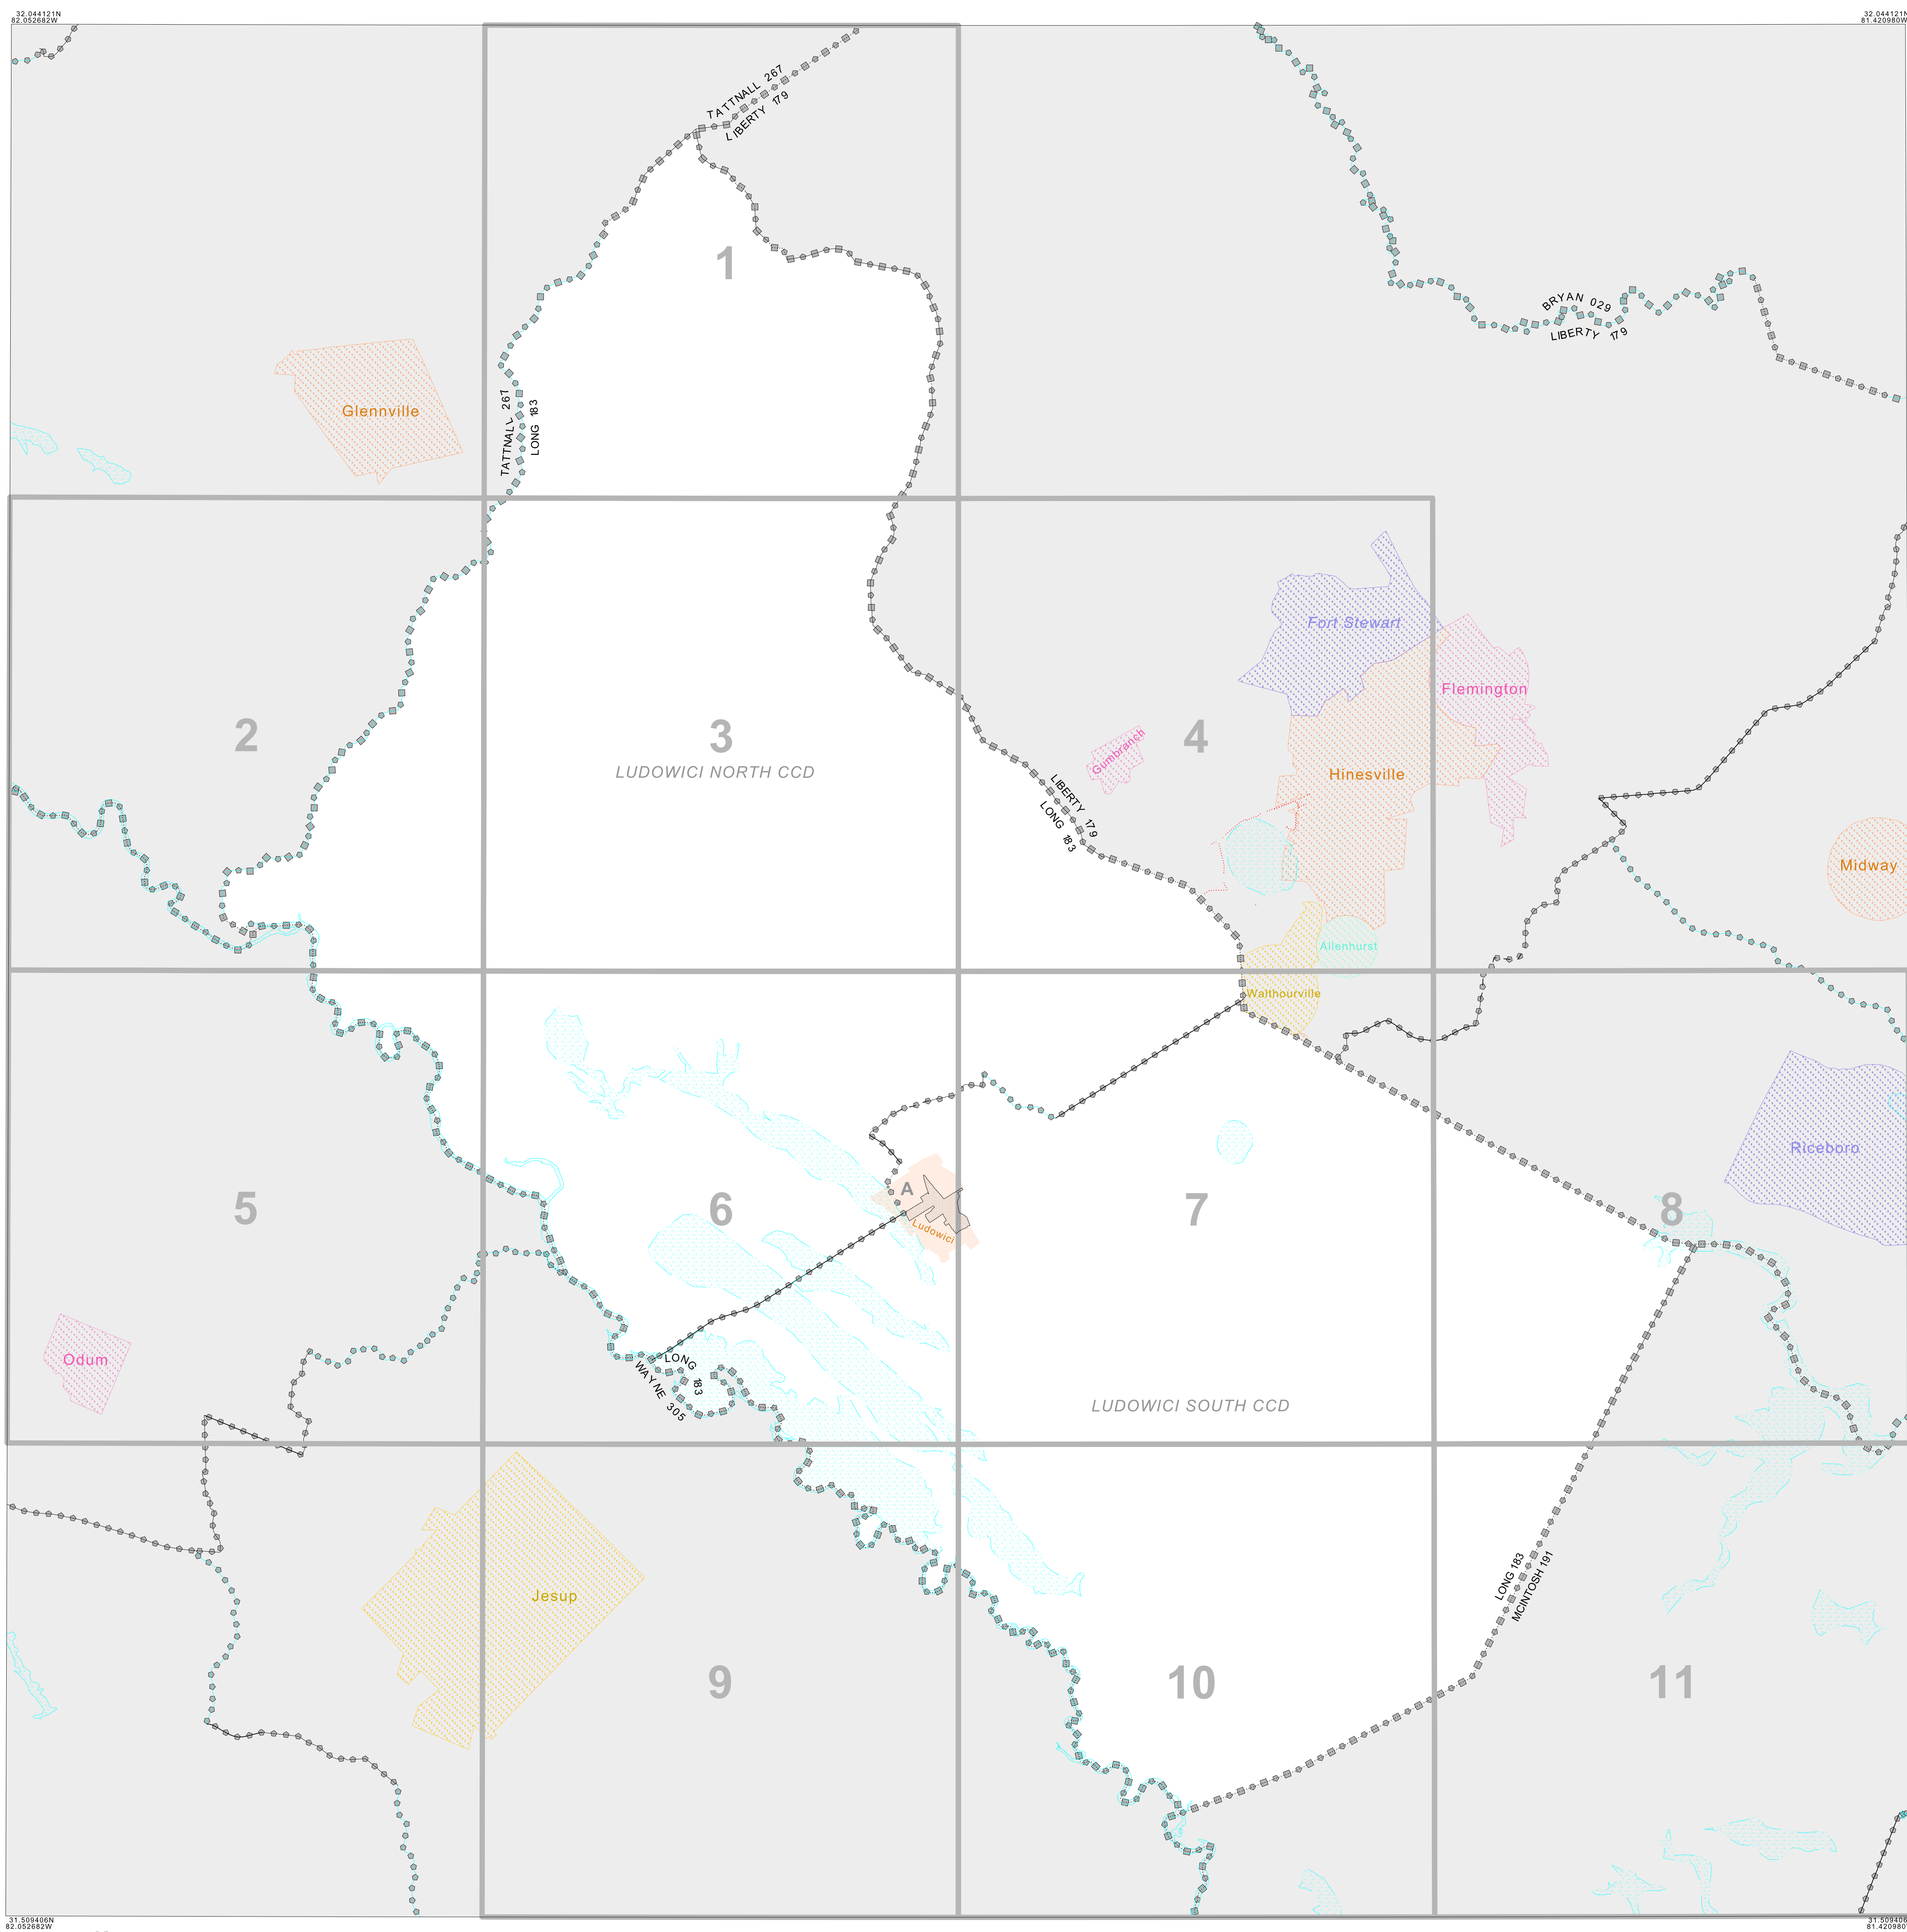 32.044121N
82.052682W
32.044121N
81.420980W
TATTNALL 267
LIBERTY 179
1
BRYAN 029
LIBERTY 179
Glennville
TATTNALL 267
LONG 183
Fort Stewart
Flemington
2
3
4
Gumbranch
LUDOWICI NORTH CCD
Hinesville
LIBERTY 179
LONG 183
Midway
Allenhurst
Walthourville
Riceboro
5
6
A
Ludowici
7
8
Odum
LONG 183
WAYNE 305
LUDOWICI SOUTH CCD
Jesup
LONG 183
MCINTOSH 191
9
10
11
31.509406N
82.052682W
31.509406
81.420980